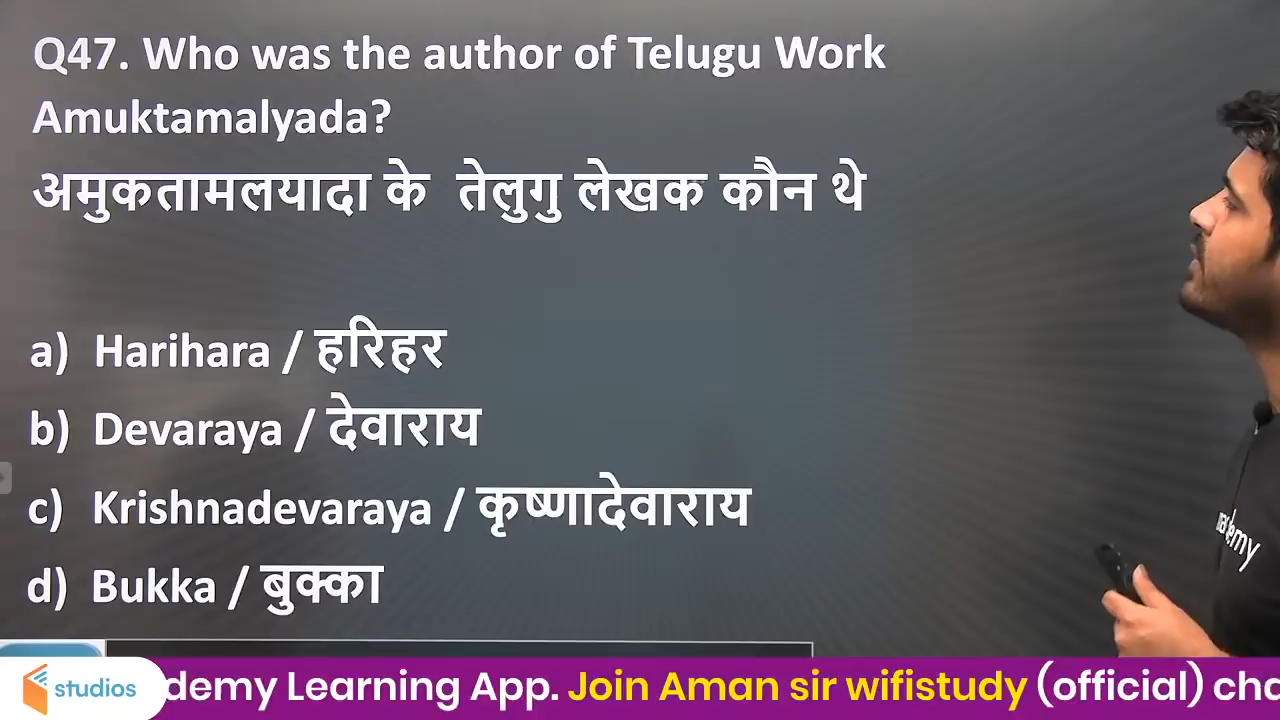 Q47. Who was the author of Telugu Work
Amuktamalyada?
अमुकतामलयादा के तेलुगु लेखक कौन थे
a) Harihara / हरिहर
b) Devaraya / देवाराय
c) Krishnadevaraya / कृष्णादेवाराय
d) Bukka / बुक्का
ademy
studios
demy Learning App. Join Aman sir wifistudy (official) cha